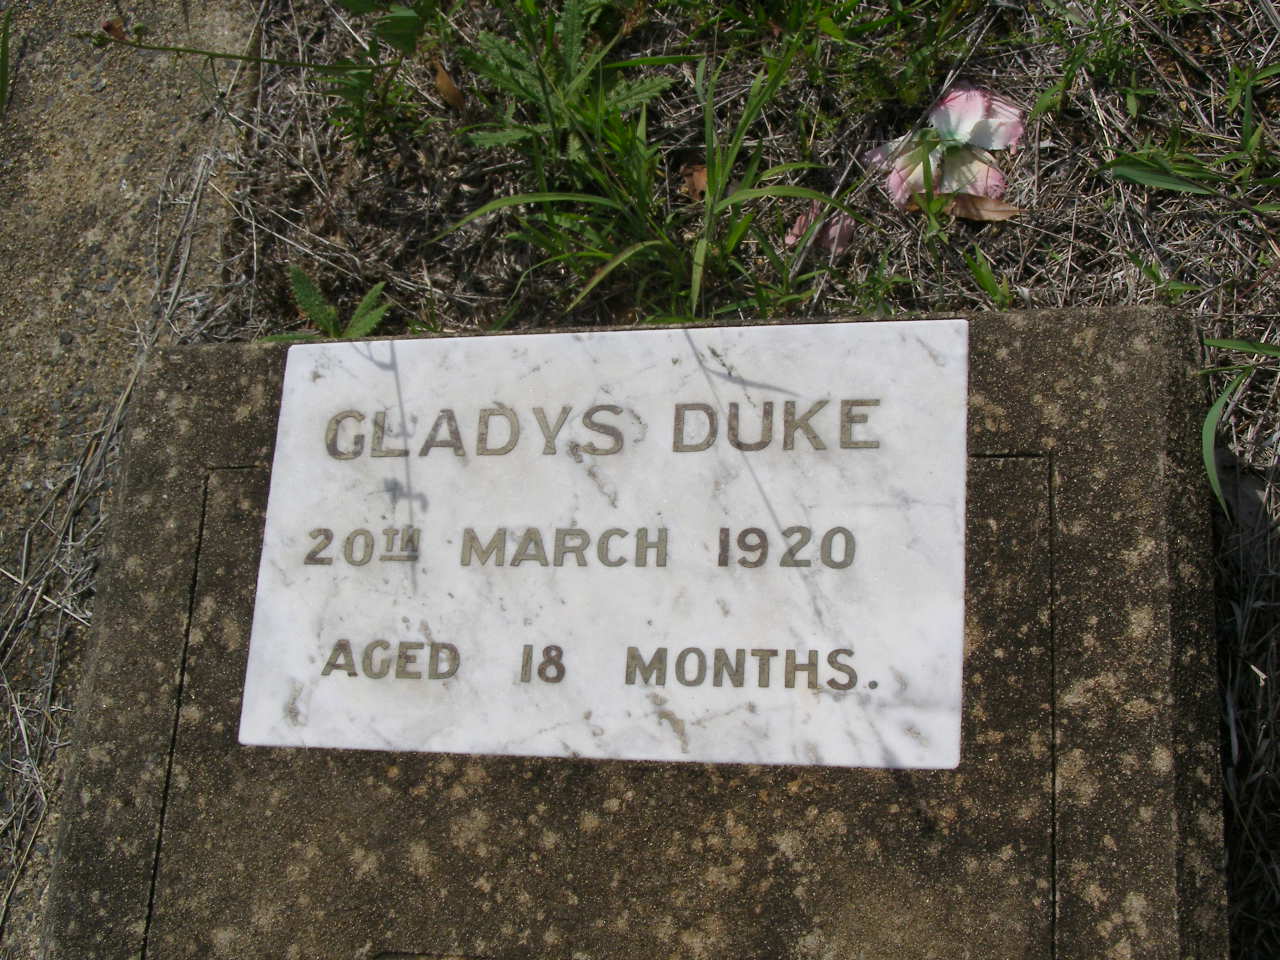 GLADYS DUKE
20TH MARCH 1920
AGED 18 MONTHS.